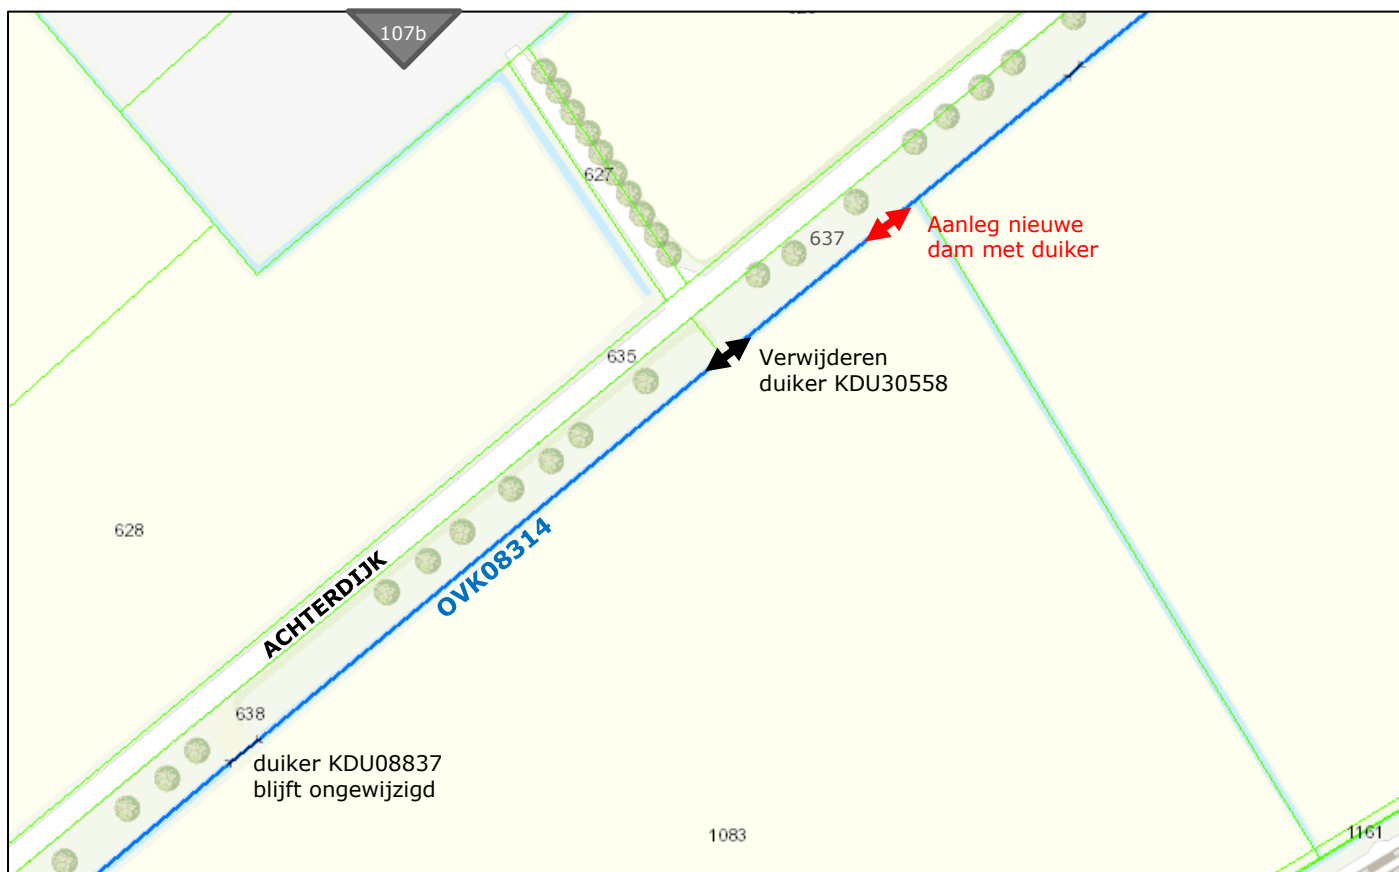 107b
627
637
Aanleg nieuwe
dam met duiker
635
Verwijderen
duiker KDU30558
628
OVK08314
ACHTERDIJK
638
duiker KDU08837
blijft ongewijzigd
1083
1161